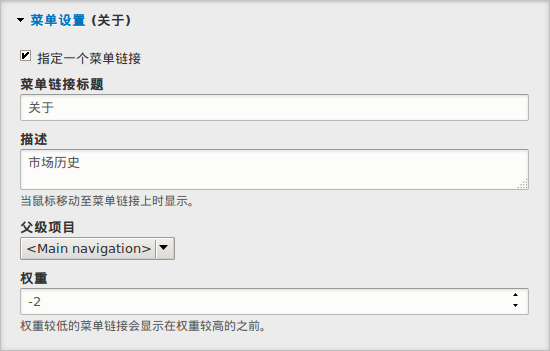 菜单设置 (关于)
指定一个菜单链接
菜单链接标题
关于
描述
市场历史
当鼠标移动至菜单链接上时显示。
父级项目
<Main navigation>
权重
-2
权重较低的菜单链接会显示在权重较高的之前。